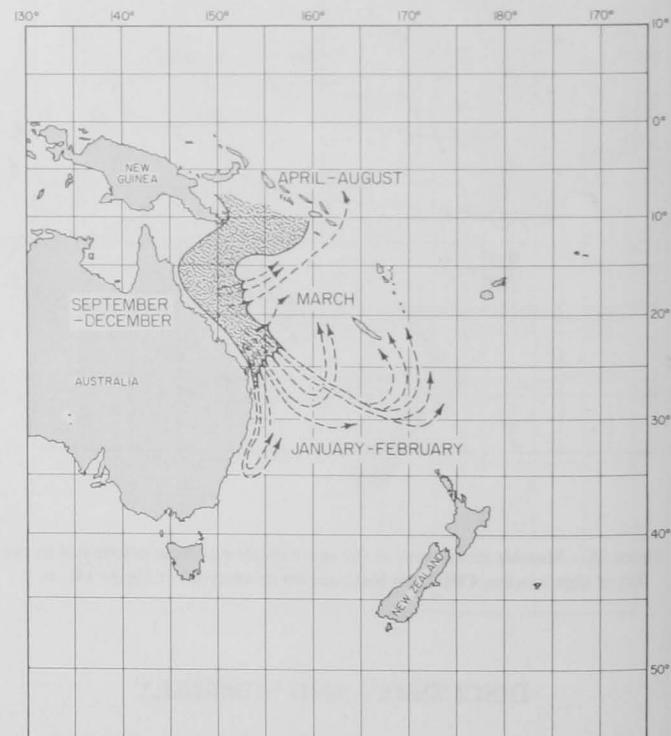 130° 140° 150° 160° 170° 180° 170°
10°
0°
NEW
GUINEA
APRIL-AUGUST
10°
SEPTEMBER
-DECEMBER
MARCH
20°
AUSTRALIA
30°
JANUARY-FEBRUARY
40°
NEW ZEALAND
50°